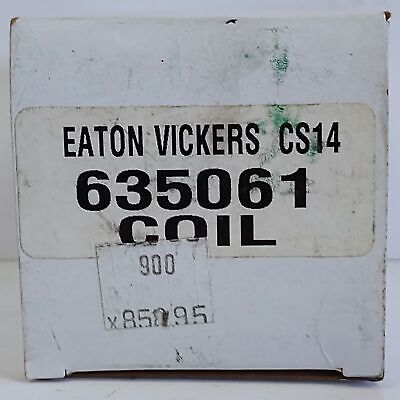 EATON VICKERS CS14
635061
COIL
900
x850.95